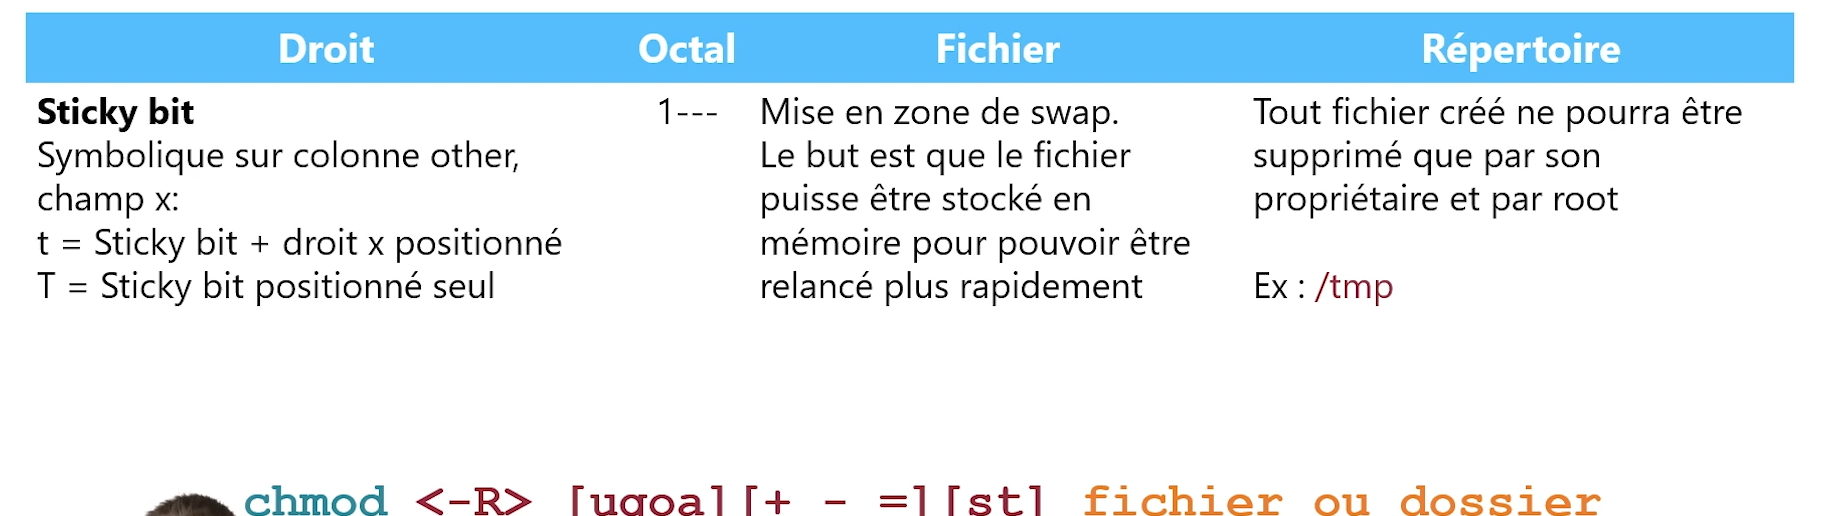 Droit Octal Fichier Répertoire
Sticky bit 1--- Mise en zone de swap. Tout fichier créé ne pourra être
Symbolique sur colonne other, Le but est que le fichier supprimé que par son
champ x: puisse être stocké en propriétaire et par root
t = Sticky bit + droit x positionné mémoire pour pouvoir être
T = Sticky bit positionné seul relancé plus rapidement Ex : /tmp
chmod <-R> [ugoa][+ - =][st] fichier ou dossier